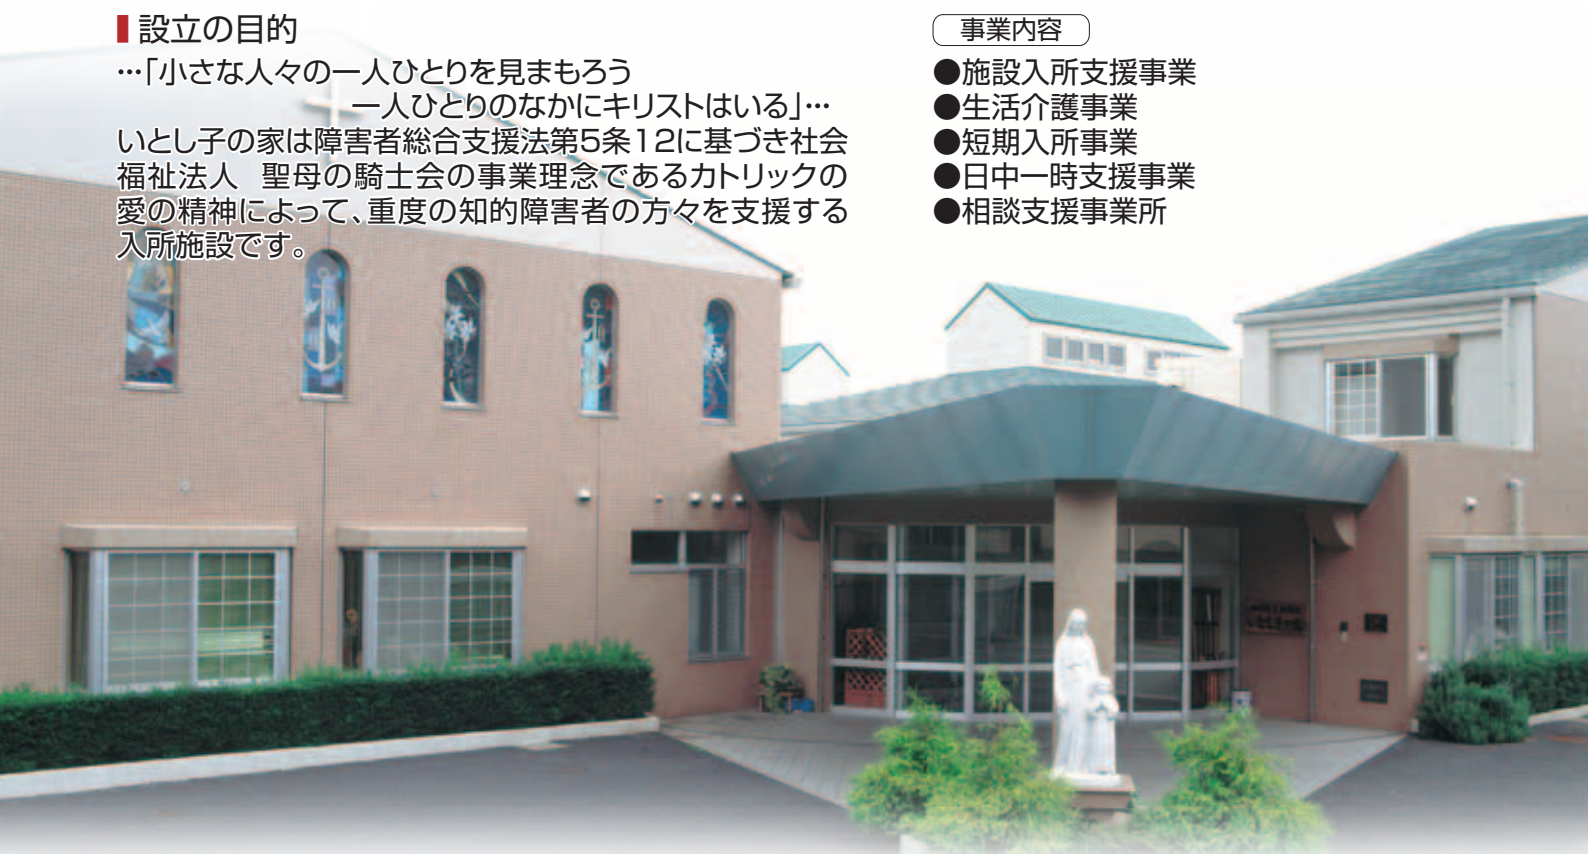 設立の目的
…「小さな人々の一人ひとりを見まもろう
一人ひとりのなかにキリストはいる」…
いとし子の家は障害者総合支援法第5条12に基づき社会
福祉法人 聖母の騎士会の事業理念であるカトリックの
愛の精神によって、重度の知的障害者の方々を支援する
入所施設です。
事業内容
●施設入所支援事業
●生活介護事業
●短期入所事業
●日中一時支援事業
●相談支援事業所